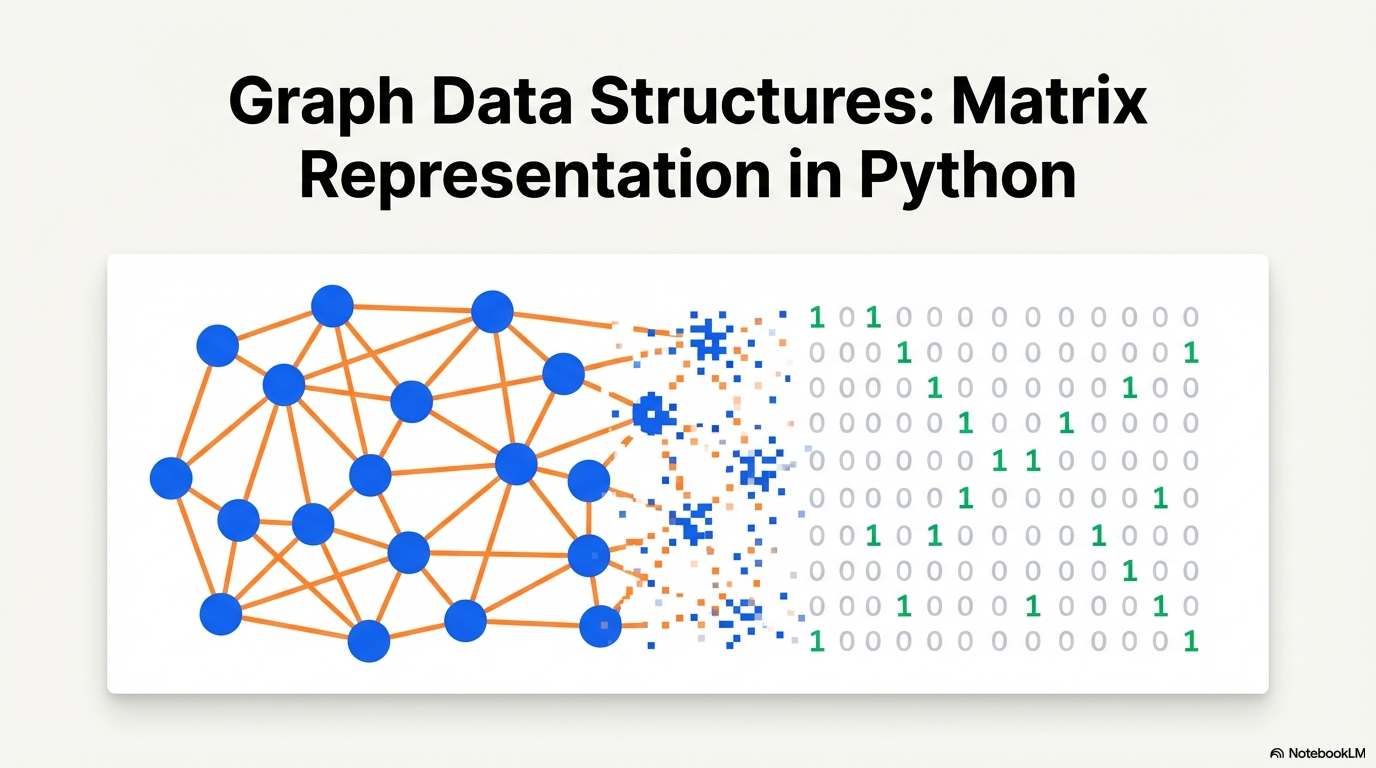 Graph Data Structures: Matrix
Representation in Python
1 0 1 0 0 0 0 0 0 0 0 0 0
0 0 0 1 0 0 0 0 0 0 0 0 1
0 0 0 0 1 0 0 0 0 0 1 0 0
0 0 0 0 0 1 0 0 1 0 0 0 0
0 0 0 0 0 0 1 1 0 0 0 0 0
0 0 0 0 0 1 0 0 0 0 0 1 0
0 0 1 0 1 0 0 0 0 1 0 0 0
0 0 0 0 0 0 0 0 0 0 1 0 0
0 0 0 1 0 0 0 1 0 0 0 1 0
1 0 0 0 0 0 0 0 0 0 0 0 1
NotebookLM